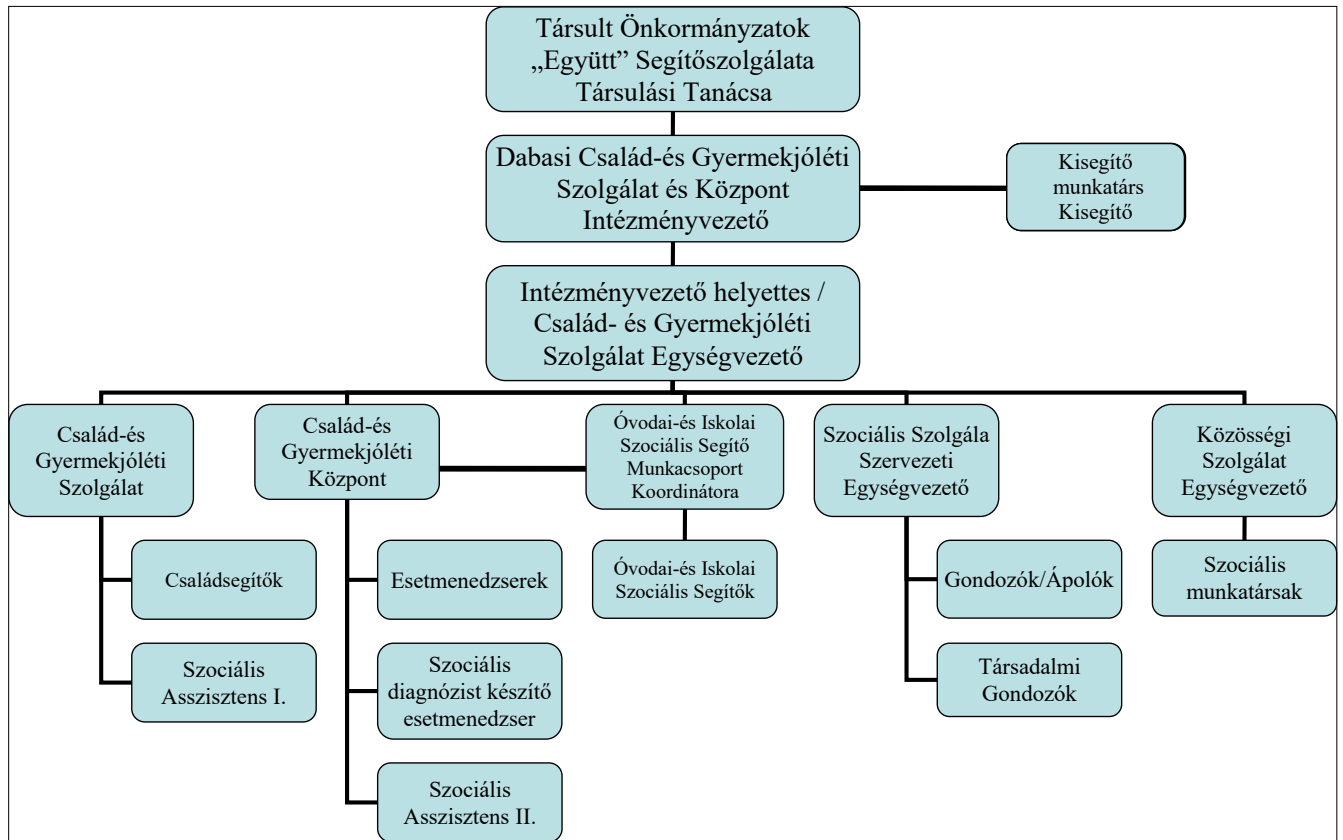 Társult Önkormányzatok
„Együtt” Segítőszolgálata
Társulási Tanácsa
Dabasi Család-és Gyermekjóléti
Szolgálat és Központ
Intézményvezető
Kisegítő
munkatárs
Kisegítő
Intézményvezető helyettes /
Család- és Gyermekjóléti
Szolgálat Egységvezető
Család-és
Gyermekjóléti
Szolgálat
Család-és
Gyermekjóléti
Központ
Óvodai-és Iskolai
Szociális Segítő
Munkacsoport
Koordinátora
Szociális Szolgála
Szervezeti
Egységvezető
Közösségi
Szolgálat
Egységvezető
Családsegítők
Esetmenedzserek
Óvodai-és Iskolai
Szociális Segítők
Gondozók/Ápolók
Szociális
munkatársak
Szociális
Asszisztens I.
Szociális
diagnózist készítő
esetmenedzser
Társadalmi
Gondozók
Szociális
Asszisztens II.